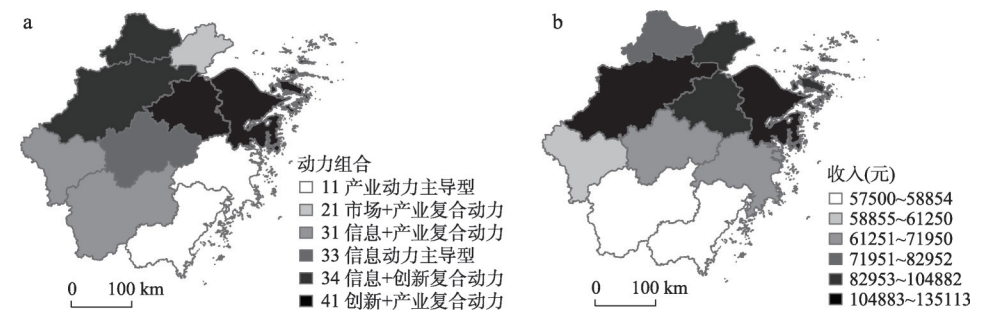 a
动力组合
11 产业动力主导型
21 市场+产业复合动力
31 信息+产业复合动力
33 信息动力主导型
34 信息+创新复合动力
41 创新+产业复合动力
0 100 km
b
收入(元)
57500~58854
58855~61250
61251~71950
71951~82952
82953~104882
104883~135113
0 100 km